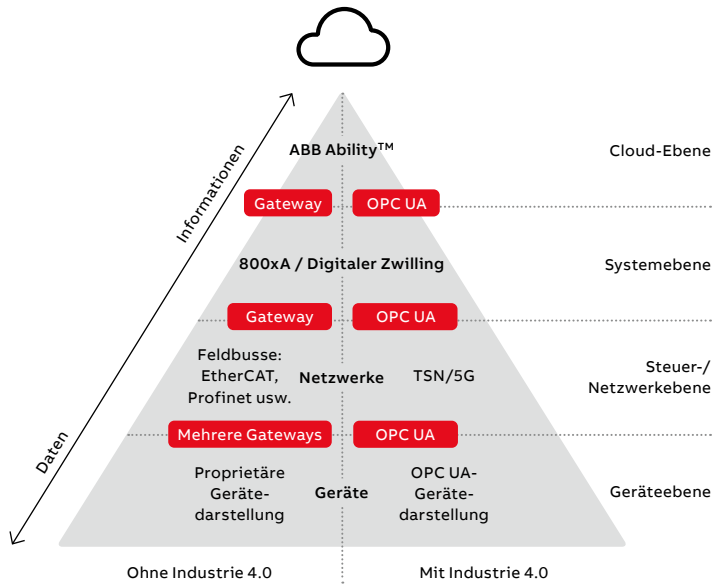 ABB Ability™
Cloud-Ebene
Informationen
Gateway
OPC UA
800xA / Digitaler Zwilling
Systemebene
Gateway
OPC UA
Feldbusse:
EtherCAT,
Profinet usw.
Netzwerke
TSN/5G
Steuer-/
Netzwerkebene
Daten
Mehrere Gateways
OPC UA
Proprietäre
Geräte-
darstellung
Geräte
OPC UA-
Geräte-
darstellung
Geräteebene
Ohne Industrie 4.0
Mit Industrie 4.0